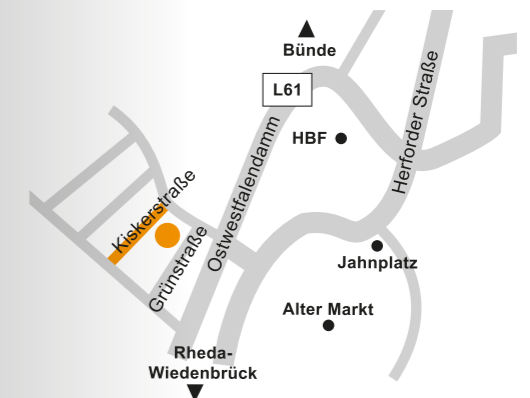 Bünde
L61
HBF
Herforder Straße
Ostwestfalendamm
Kiskerstraße
Grünstraße
Jahnplatz
Alter Markt
Rheda-
Wiedenbrück